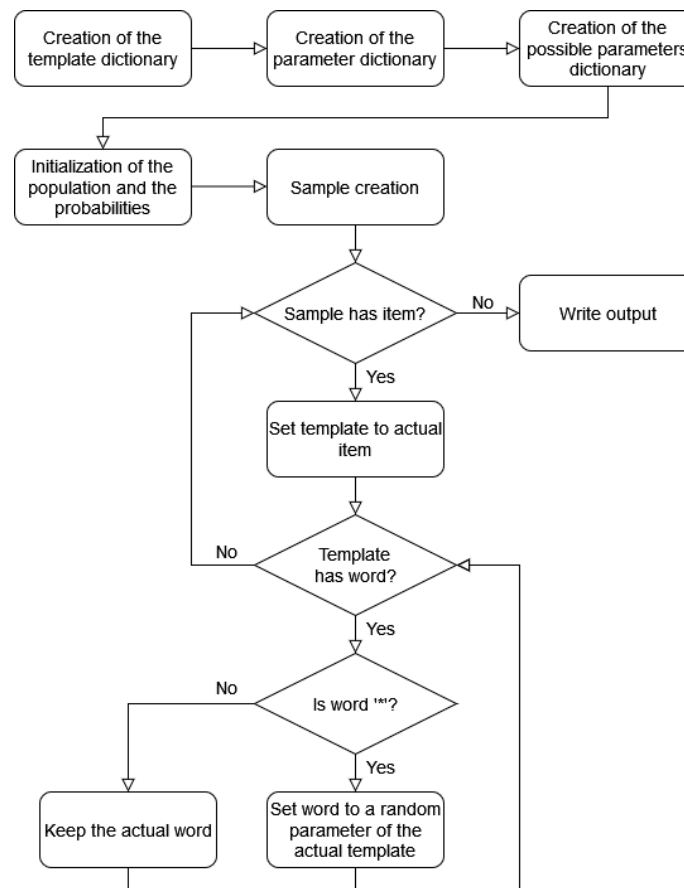 Creation of the
template dictionary
Creation of the
parameter dictionary
Creation of the
possible parameters
dictionary
Initialization of the
population and the
probabilities
Sample creation
Sample has item?
No
Write output
Yes
Set template to actual
item
No
Template
has word?
Yes
No
Is word '*'?
Yes
Keep the actual word
Set word to a random
parameter of the
actual template